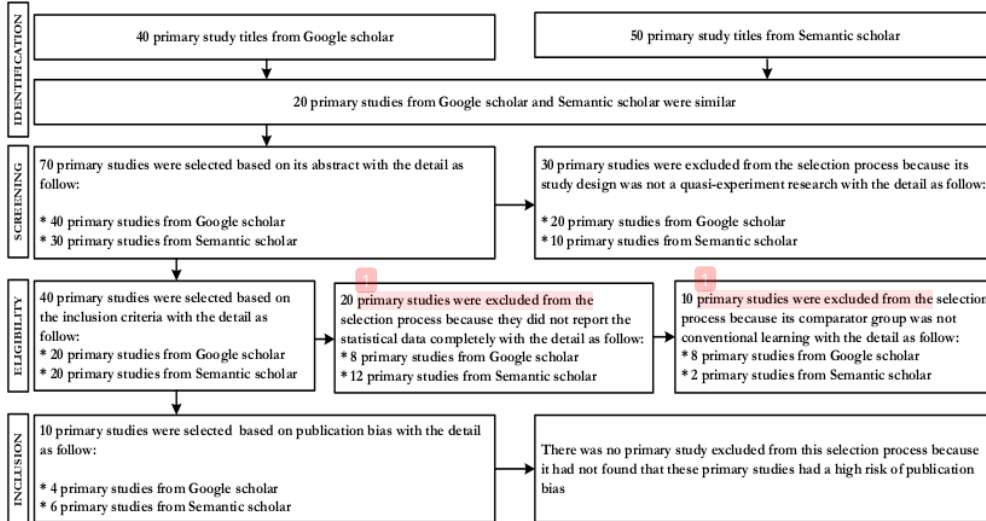 IDENTIFICATION
40 primary study titles from Google scholar
50 primary study titles from Semantic scholar
20 primary studies from Google scholar and Semantic scholar were similar
SCREENING
70 primary studies were selected based on its abstract with the detail as
follow:
* 40 primary studies from Google scholar
* 30 primary studies from Semantic scholar
30 primary studies were excluded from the selection process because its
study design was not a quasi-experiment research with the detail as follow:
* 20 primary studies from Google scholar
* 10 primary studies from Semantic scholar
ELIGIBILITY
40 primary studies were selected based on
the inclusion criteria with the detail as
follow:
* 20 primary studies from Google scholar
* 20 primary studies from Semantic scholar
1
20 primary studies were excluded from the
selection process because they did not report the
statistical data completely with the detail as follow:
* 8 primary studies from Google scholar
* 12 primary studies from Semantic scholar
1
10 primary studies were excluded from the selection
process because its comparator group was not
conventional learning with the detail as follow:
* 8 primary studies from Google scholar
* 2 primary studies from Semantic scholar
INCLUSION
10 primary studies were selected based on publication bias with the detail
as follow:
* 4 primary studies from Google scholar
* 6 primary studies from Semantic scholar
There was no primary study excluded from this selection process because
it had not found that these primary studies had a high risk of publication
bias